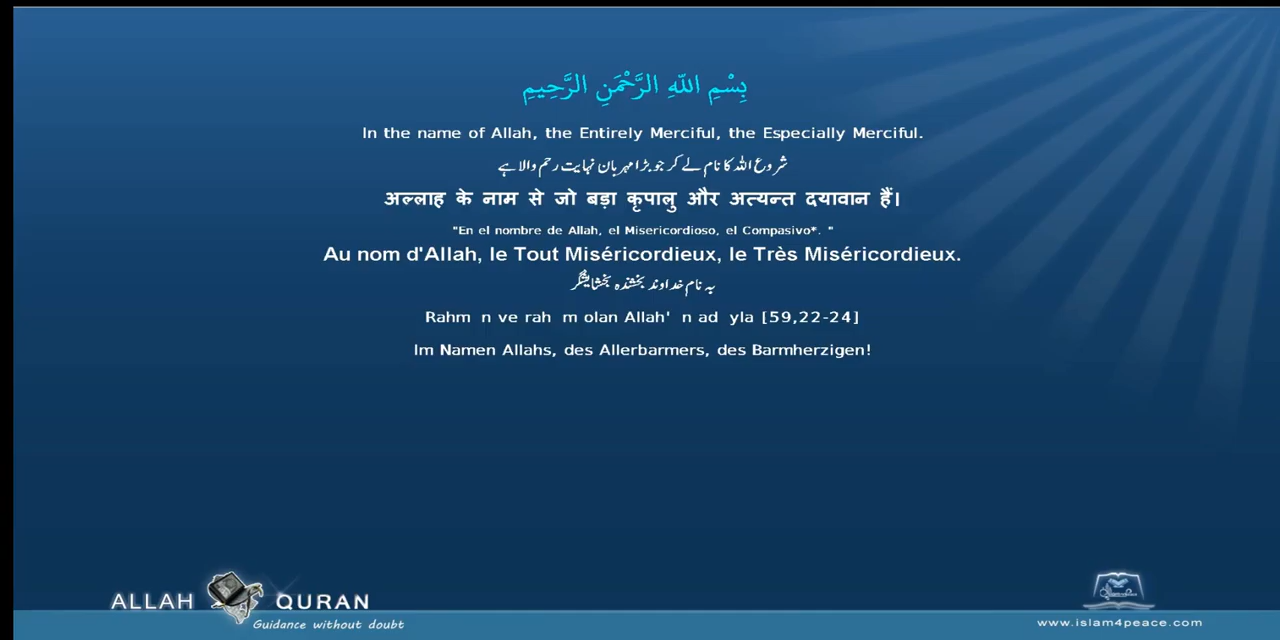 بِسْمِ اللَّهِ الرَّحْمَنِ الرَّحِيمِ
In the name of Allah, the Entirely Merciful, the Especially Merciful.
شروع الله کا نام لے کر جو بڑا مہربان نہایت رحم والا ہے
अल्लाह के नाम से जो बड़ा कृपालु और अत्यन्त दयावान हैं।
"En el nombre de Allah, el Misericordioso, el Compasivo*. "
Au nom d'Allah, le Tout Miséricordieux, le Très Miséricordieux.
به نام خداوند بخشنده بخشایشگر
Rahm n ve rah m olan Allah' n ad yla [59,22-24]
Im Namen Allahs, des Allerbarmers, des Barmherzigen!
ALLAH QURAN
Guidance without doubt
www.islam4peace.com